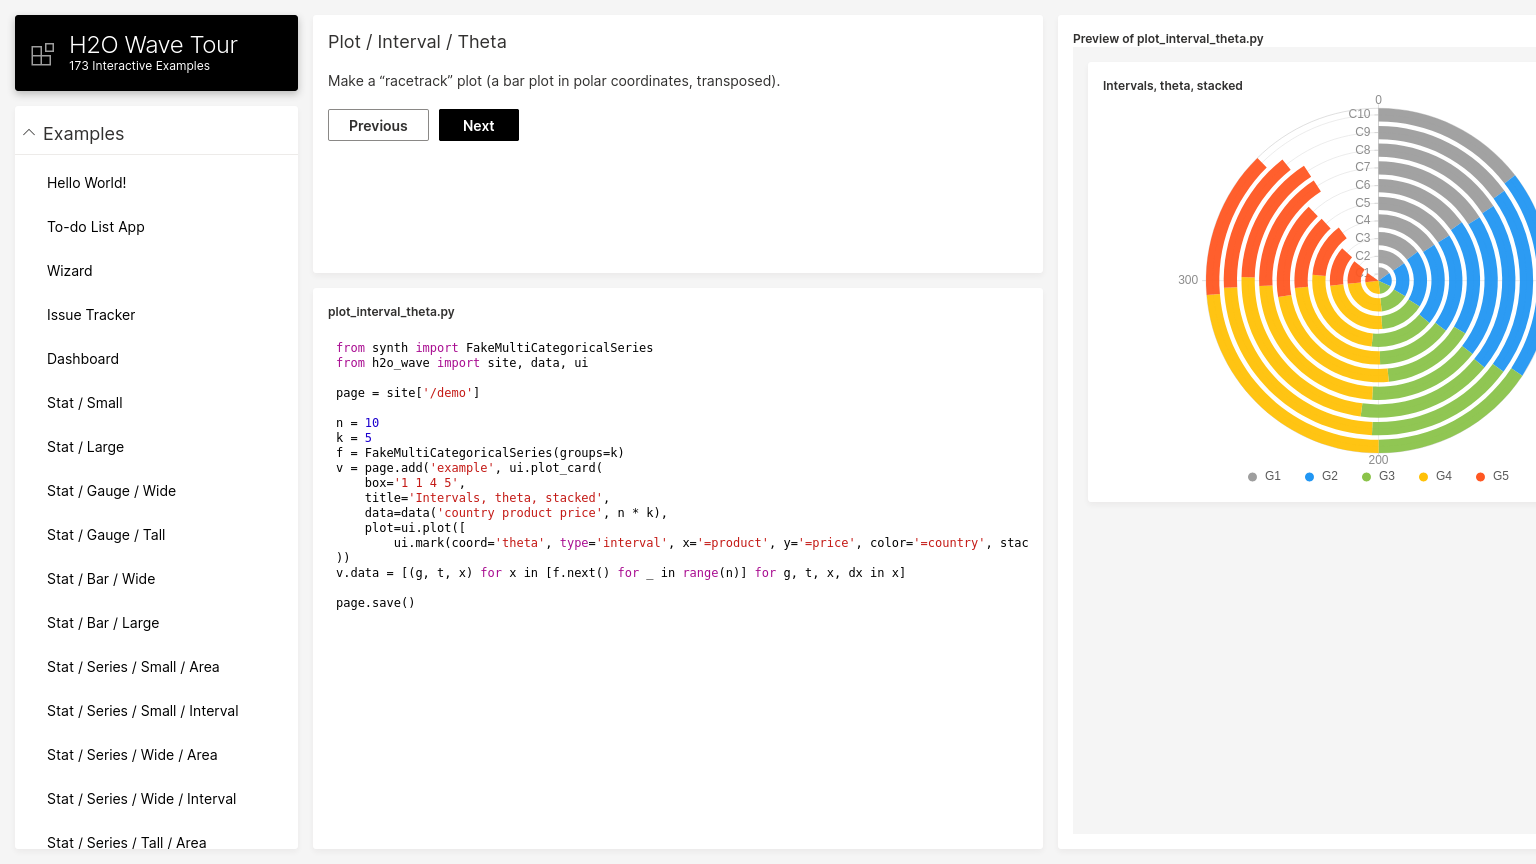 H2O Wave Tour
173 Interactive Examples
Examples
Hello World!
To-do List App
Wizard
Issue Tracker
Dashboard
Stat / Small
Stat / Large
Stat / Gauge / Wide
Stat / Gauge / Tall
Stat / Bar / Wide
Stat / Bar / Large
Stat / Series / Small / Area
Stat / Series / Small / Interval
Stat / Series / Wide / Area
Stat / Series / Wide / Interval
Stat / Series / Tall / Area
Plot / Interval / Theta
Make a “racetrack” plot (a bar plot in polar coordinates, transposed).
Previous Next
plot_interval_theta.py
from synth import FakeMultiCategoricalSeries
from h2o_wave import site, data, ui
page = site['/demo']
n = 10
k = 5
f = FakeMultiCategoricalSeries(groups=k)
v = page.add('example', ui.plot_card(
    box='1 1 4 5',
    title='Intervals, theta, stacked',
    data=data('country product price', n * k),
    plot=ui.plot([
        ui.mark(coord='theta', type='interval', x='=product', y='=price', color='=country', stac
))
v.data = [(g, t, x) for x in [f.next() for _ in range(n)] for g, t, x, dx in x]
page.save()
Preview of plot_interval_theta.py
Intervals, theta, stacked
0
C10
C9
C8
C7
C6
C5
C4
C3
C2
300
200
G1 G2 G3 G4 G5